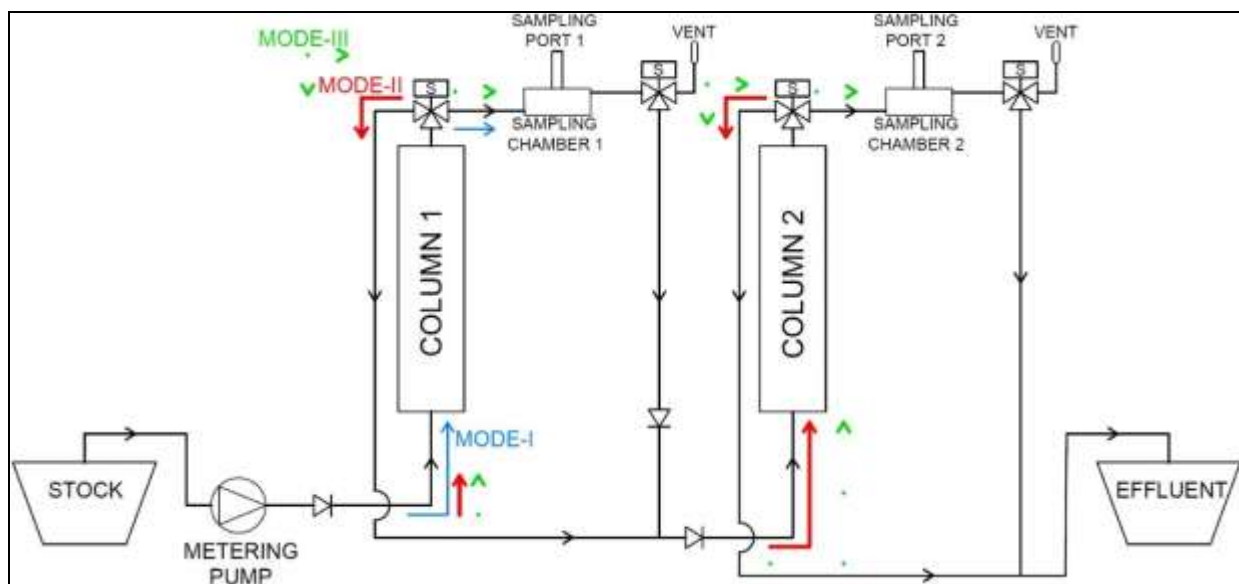 MODE-III
MODE-II
SAMPLING
PORT 1
VENT
SAMPLING
PORT 2
VENT
S
S
S
S
SAMPLING
CHAMBER 1
SAMPLING
CHAMBER 2
COLUMN 1
COLUMN 2
MODE-I
STOCK
METERING
PUMP
EFFLUENT